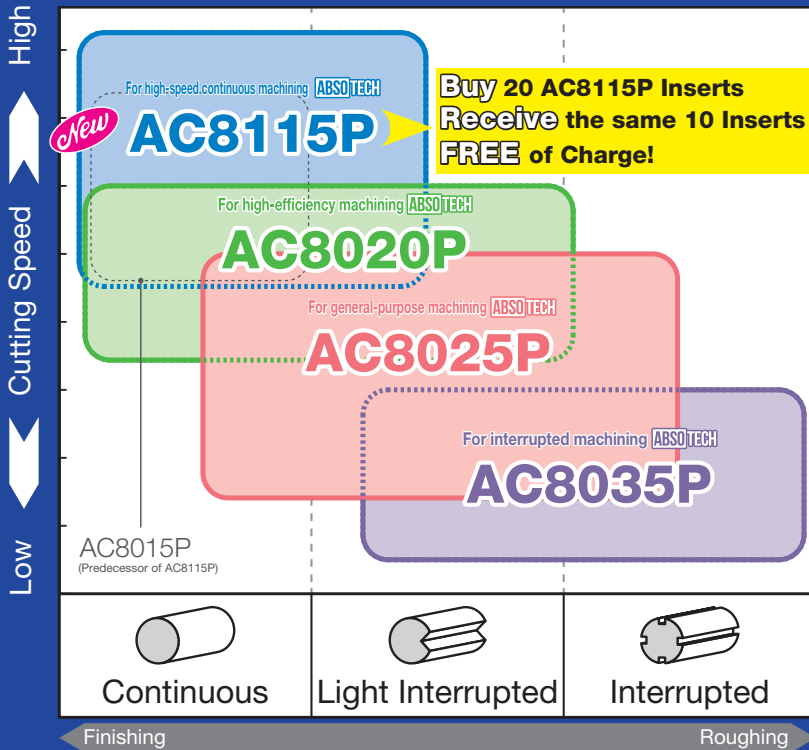 High
Cutting Speed
Low
For high-speed continuous machining ABSOTECH
New
AC8115P
Buy 20 AC8115P Inserts
Receive the same 10 Inserts
FREE of Charge!
For high-efficiency machining ABSOTECH
AC8020P
For general-purpose machining ABSOTECH
AC8025P
For interrupted machining ABSOTECH
AC8035P
AC8015P
(Predecessor of AC8115P)
Continuous
Light Interrupted
Interrupted
Finishing
Roughing